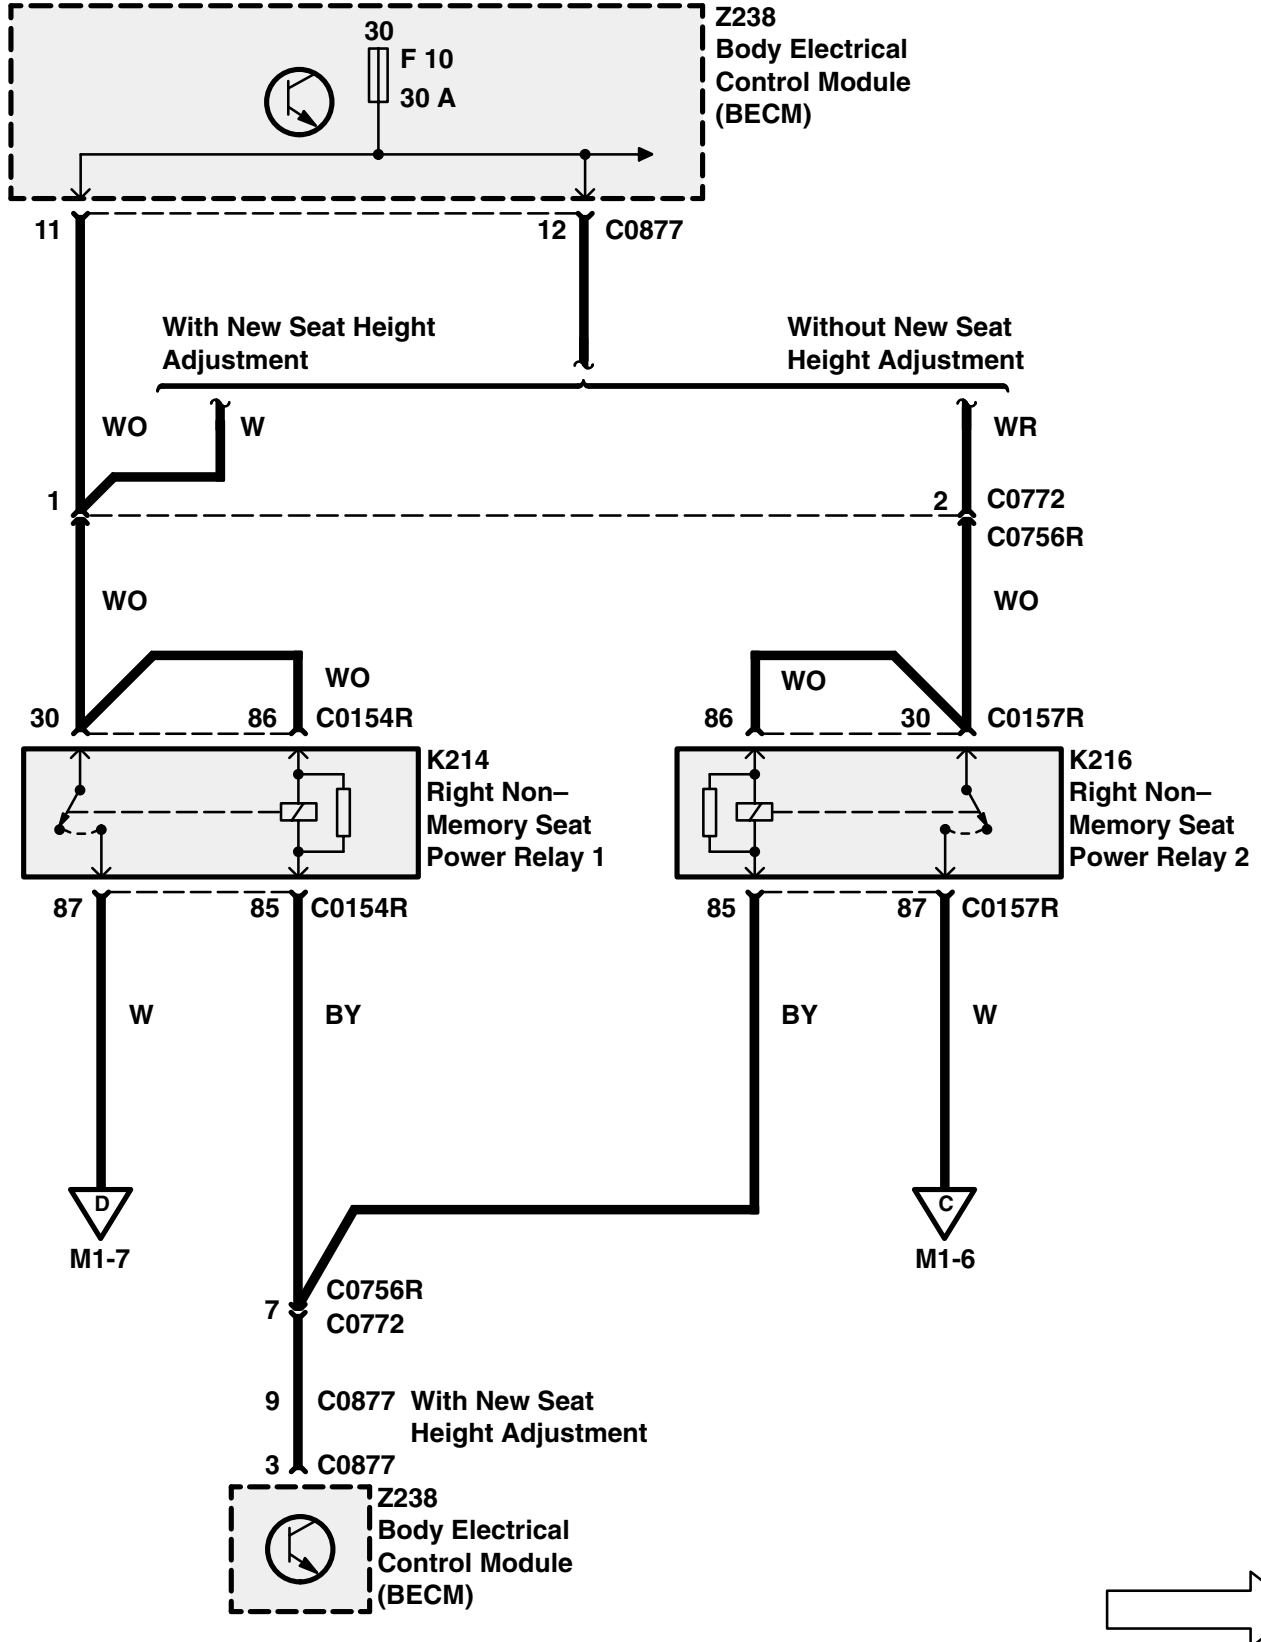 30
F 10
30 A
Z238
Body Electrical
Control Module
(BECM)
11
12
C0877
With New Seat Height
Adjustment
Without New Seat
Height Adjustment
WO
W
WR
1
2
C0772
C0756R
WO
WO
WO
WO
30
86
C0154R
86
30
C0157R
K214
Right Non–
Memory Seat
Power Relay 1
K216
Right Non–
Memory Seat
Power Relay 2
87
85
C0154R
85
87
C0157R
W
BY
BY
W
D
M1-7
C
M1-6
7
C0756R
C0772
9
C0877
With New Seat
Height Adjustment
3
C0877
Z238
Body Electrical
Control Module
(BECM)